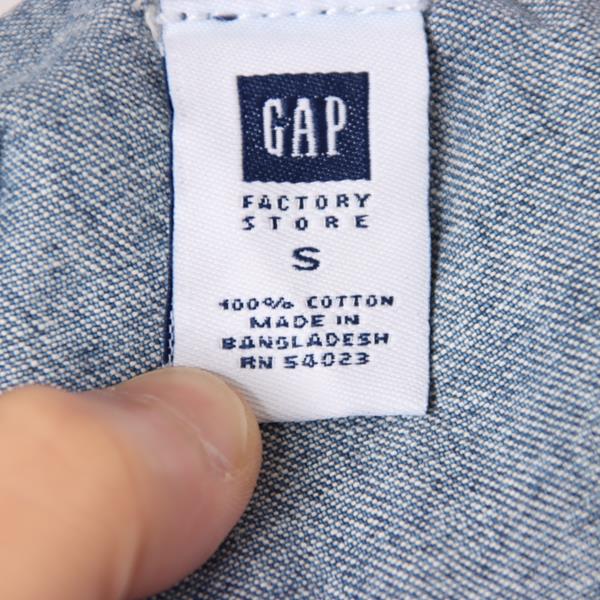 GAP
FACTORY
STORE
S
100% COTTON
MADE IN
BANGLADESH
RN 54023